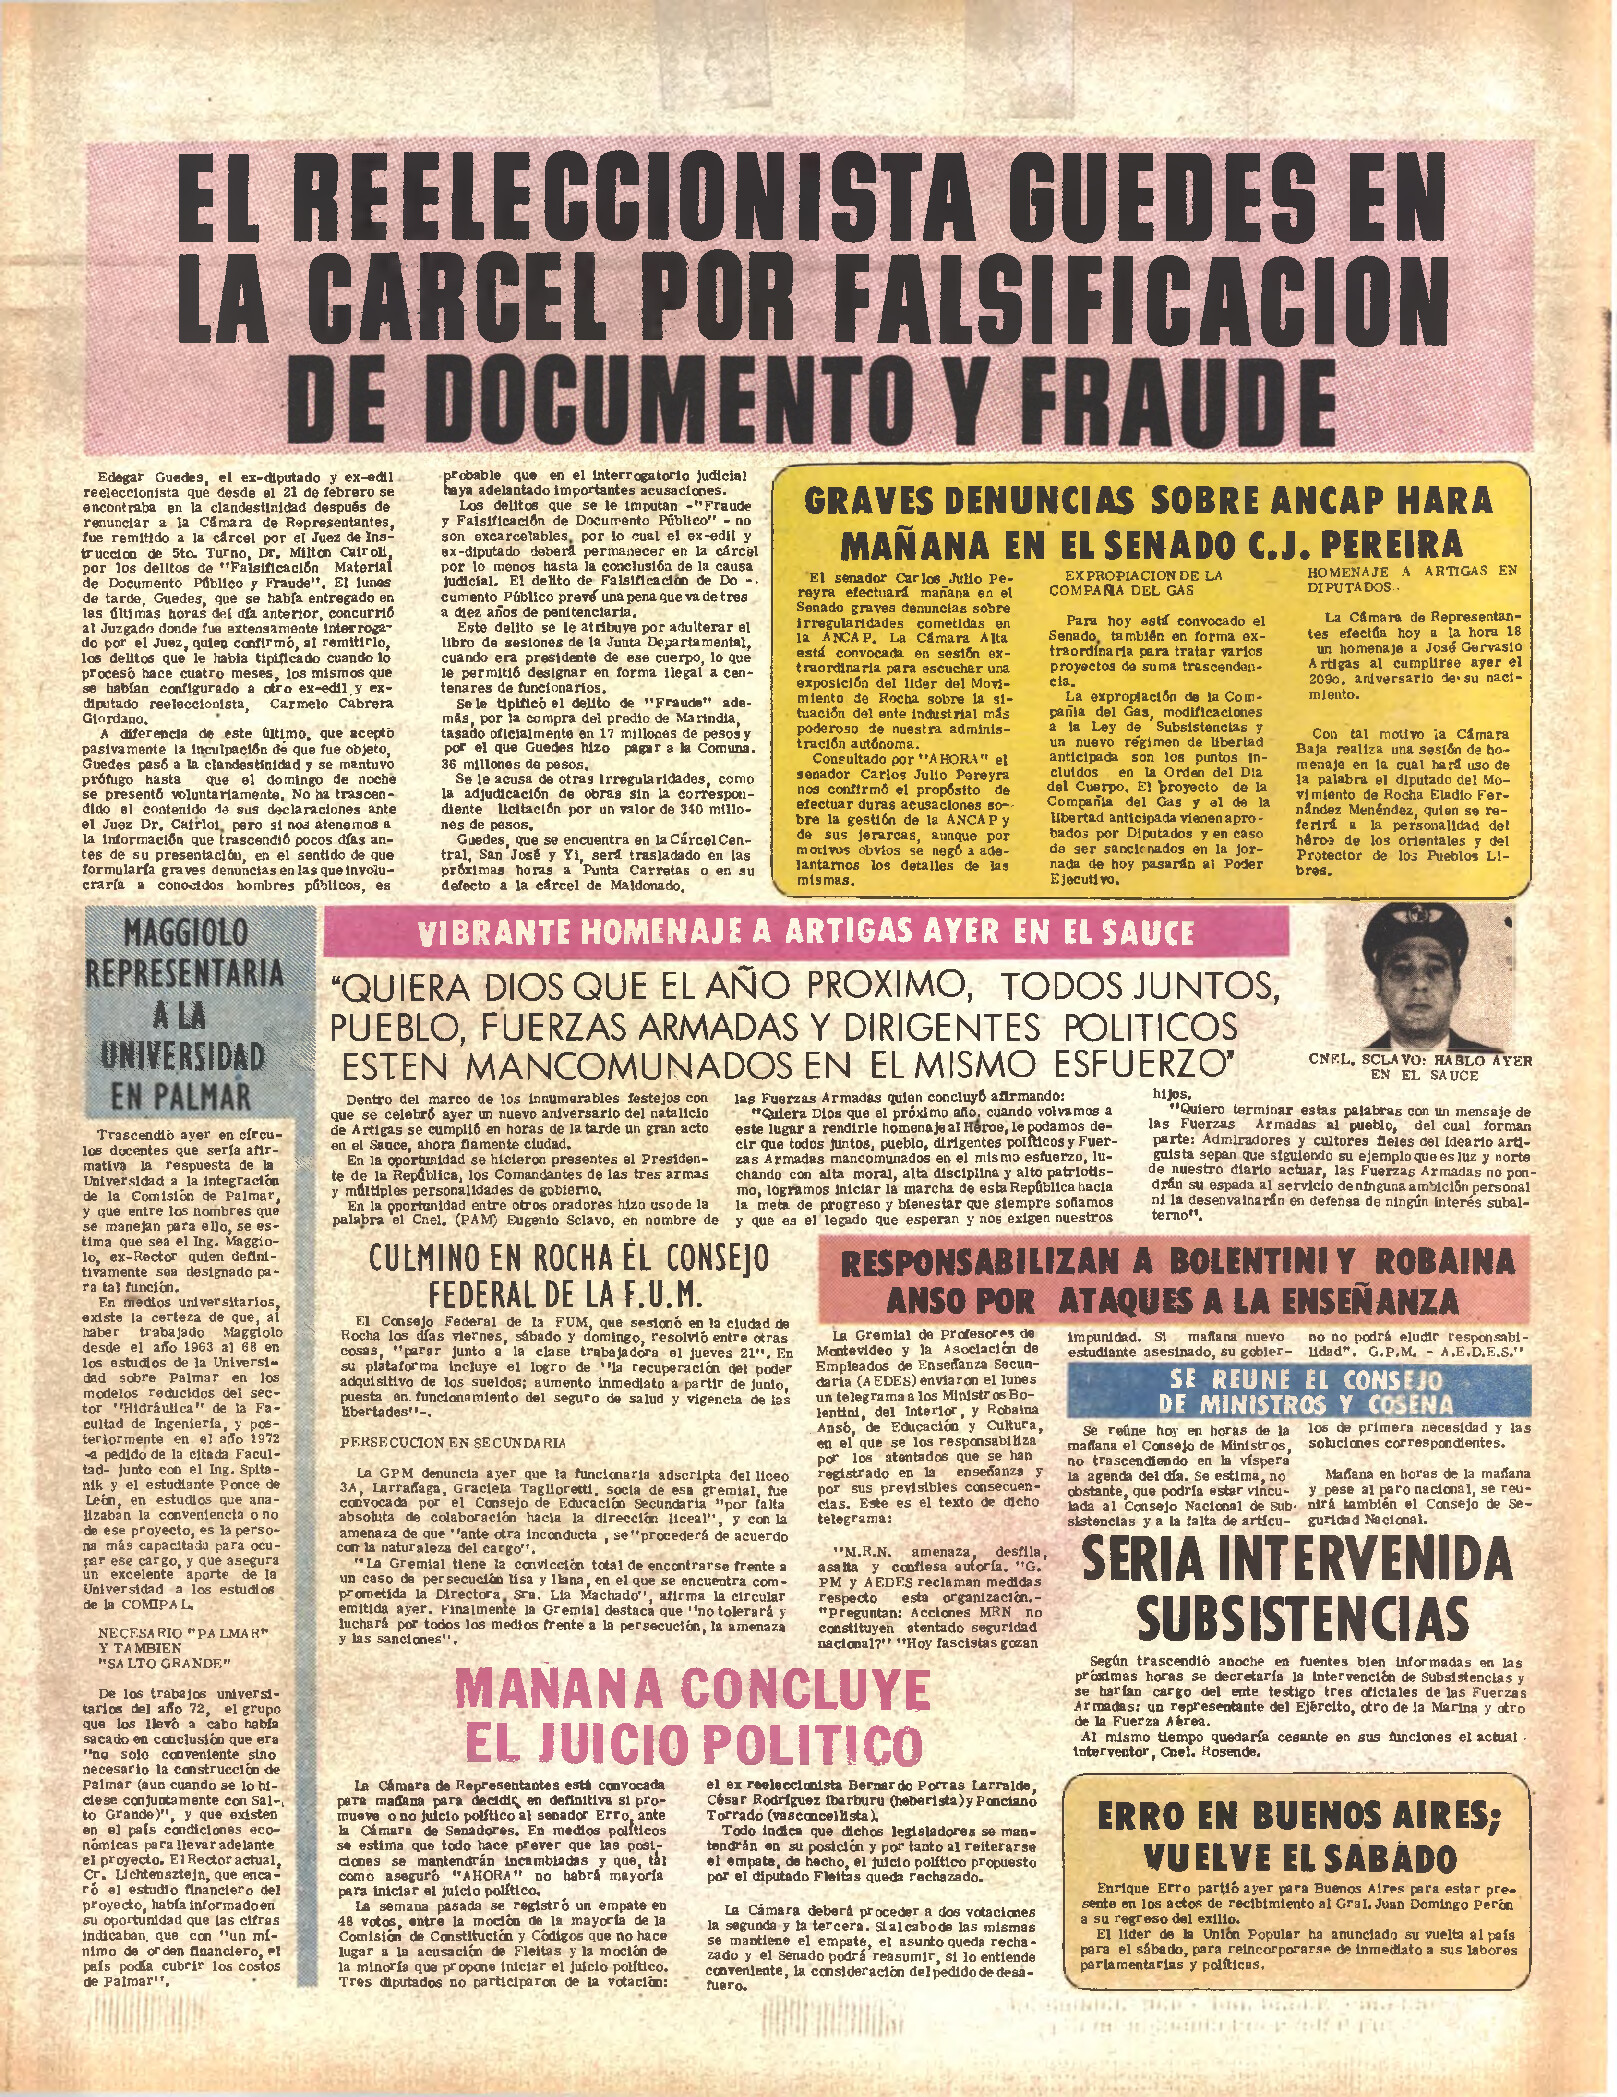 EL REELECCIONISTA GUEDES EN
LA CARCEL POR FALSIFICACION
DE DOCUMENTO Y FRAUDE
Edegar Guedes, el ex-diputado y ex-edil
reeleccionista que desde el 21 de febrero se
encontraba en la clandestinidad después de
renunciar a la Cámara de Representantes,
fue remitido a la cárcel por el Juez de Ins-
truccion de 5to. Turno, Dr. Milton Cairoli,
por los delitos de "Falsificación Material
de Documento Público y Fraude". El lunes
de tarde, Guedes, que se había entregado en
las últimas horas del día anterior, concurrió
al Juzgado donde fue extensamente interroga-
do por el Juez, quien confirmó, al remitirlo,
los delitos que le había tipificado cuando lo
procesó hace cuatro meses, los mismos que
se habían configurado a otro ex-edil y ex-
diputado reeleccionista, Carmelo Cabrera
Giordano.
A diferencia de este último, que aceptó
pasivamente la inculpación de que fue objeto,
Guedes pasó a la clandestinidad y se mantuvo
prófugo hasta que el domingo de noche
se presentó voluntariamente. No ha trascen-
dido el contenido de sus declaraciones ante
el Juez Dr. Cairloi, pero si nos atenemos a
la información que trascendió pocos días an-
tes de su presentación, en el sentido de que
formularía graves denuncias en las que involu-
craría a conocidos hombres públicos, es
probable que en el interrogatorio judicial
haya adelantado importantes acusaciones.
Los delitos que se le imputan -"Fraude
y Falsificación de Documento Público" - no
son excarcelables, por lo cual el ex-edil y
ex-diputado deberá permanecer en la cárcel
por lo menos hasta la conclusión de la causa
judicial. El delito de Falsificación de Do -
cumento Público prevé una pena que va de tres
a diez años de penitenciaria.
Este delito se le atribuye por adulterar el
libro de sesiones de la Junta Departamental,
cuando era presidente de ese cuerpo, lo que
le permitió designar en forma ilegal a cen-
tenares de funcionarios.
Se le tipificó el delito de "Fraude" ade-
más, por la compra del predio de Marindia,
tasado oficialmente en 17 millones de pesos y
por el que Guedes hizo pagar a la Comuna.
36 millones de pesos.
Se le acusa de otras irregularidades, como
la adjudicación de obras sin la correspon-
diente licitación por un valor de 340 millo-
nes de pesos.
Guedes, que se encuentra en la Cárcel Cen-
tral, San José y Yi, será trasladado en las
próximas horas a Punta Carretas o en su
defecto a la cárcel de Maldonado.
GRAVES DENUNCIAS SOBRE ANCAP HARA
MAÑANA EN EL SENADO C.J. PEREIRA
El senador Carlos Julio Pe-
reyra efectuará mañana en el
Senado graves denuncias sobre
irregularidades cometidas en
la ANCAP. La Cámara Alta
está convocada en sesión ex-
traordinaria para escuchar una
exposición del líder del Movi-
miento de Rocha sobre la si-
tuación del ente industrial más
poderoso de nuestra adminis-
tración autónoma.
Consultado por "AHORA" el
senador Carlos Julio Pereyra
nos confirmó el propósito de
efectuar duras acusaciones so-
bre la gestión de la ANCAP y
de sus jerarcas, aunque por
motivos obvios se negó a ade-
lantarnos los detalles de las
mismas.
EXPROPIACION DE LA
COMPAÑIA DEL GAS
Para hoy está convocado el
Senado, también en forma ex-
traordinaria para tratar varios
proyectos de suma trascenden-
cia.
La expropiación de la Com-
pañía del Gas, modificaciones
a la Ley de Subsistencias y
un nuevo régimen de libertad
anticipada son los puntos in-
cluidos en la Orden del Día
del Cuerpo. El proyecto de la
Compañía del Gas y el de la
libertad anticipada vienen apro-
bados por Diputados y en caso
de ser sancionados en la jor-
nada de hoy pasarán al Poder
Ejecutivo.
HOMENAJE A ARTIGAS EN
DIPUTADOS.
La Cámara de Representan-
tes efectúa hoy a la hora 18
un homenaje a José Gervasio
Artigas al cumplirse ayer el
209o. aniversario de su naci-
miento.
Con tal motivo la Cámara
Baja realiza una sesión de ho-
menaje en la cual hará uso de
la palabra el diputado del Mo-
vimiento de Rocha Eladio Fer-
nández Menéndez, quien se re-
ferirá a la personalidad del
héroe de los orientales y del
Protector de los Pueblos Li-
bres.
MAGGIOLO
REPRESENTARIA
A LA
UNIVERSIDAD
EN PALMAR
Trascendió ayer en círcu-
los docentes que sería afir-
mativa la respuesta de la
Universidad a la integración
de la Comisión de Palmar,
y que entre los nombres que
se manejan para ello, se es-
tima que sea el Ing. Maggio-
lo, ex-Rector quien defini-
tivamente sea designado pa-
ra tal función.
En medios universitarios,
existe la certeza de que, al
haber trabajado Maggiolo
desde el año 1963 al 68 en
los estudios de la Universi-
dad sobre Palmar en los
modelos reducidos del sec-
tor "Hidráulica" de la Fa-
cultad de Ingeniería, y pos-
teriormente en el año 1972
-a pedido de la citada Facul-
tad- junto con el Ing. Spita-
nik y el estudiante Ponce de
León, en estudios que ana-
lizaban la conveniencia o no
de ese proyecto, es la perso-
na más capacitada para ocu-
par ese cargo, y que asegura
un excelente aporte de la
Universidad a los estudios
de la COMIPAL.
NECESARIO "PALMAR"
Y TAMBIEN
"SALTO GRANDE"
De los trabajos universi-
tarios del año 72, el grupo
que los llevó a cabo había
sacado en conclusión que era
"no solo conveniente sino
necesario la construcción de
Palmar (aun cuando se lo hi-
ciese conjuntamente con Sal-
to Grande)", y que existen
en el país condiciones eco-
nómicas para llevar adelante
el proyecto. El Rector actual,
Cr. Lichtensztejn, que enca-
ró el estudio financiero del
proyecto, había informado en
su oportunidad que las cifras
indicaban, que con "un mí-
nimo de orden financiero, el
país podía cubrir los costos
de Palmar".
VIBRANTE HOMENAJE A ARTIGAS AYER EN EL SAUCE
"QUIERA DIOS QUE EL AÑO PROXIMO, TODOS JUNTOS,
PUEBLO, FUERZAS ARMADAS Y DIRIGENTES POLITICOS
ESTEN MANCOMUNADOS EN EL MISMO ESFUERZO"
CNEL. SCLAVO: HABLO AYER
EN EL SAUCE
Dentro del marco de los innumerables festejos con
que se celebró ayer un nuevo aniversario del natalicio
de Artigas se cumplió en horas de la tarde un gran acto
en el Sauce, ahora flamente ciudad.
En la oportunidad se hicieron presentes el Presiden-
te de la República, los Comandantes de las tres armas
y múltiples personalidades de gobierno.
En la oportunidad entre otros oradores hizo uso de la
palabra el Cnel. (PAM) Eugenio Sclavo, en nombre de
las Fuerzas Armadas quien concluyó afirmando:
"Quiera Dios que el próximo año, cuando volvamos a
este lugar a rendirle homenaje al Héroe, le podamos de-
cir que todos juntos, pueblo, dirigentes políticos y Fuer-
zas Armadas mancomunados en el mismo esfuerzo, lu-
chando con alta moral, alta disciplina y alto patriotis-
mo, logramos iniciar la marcha de esta República hacia
la meta de progreso y bienestar que siempre soñamos
y que es el legado que esperan y nos exigen nuestros
hijos.
"Quiero terminar estas palabras con un mensaje de
las Fuerzas Armadas al pueblo, del cual forman
parte: Admiradores y cultores fieles del ideario arti-
guista sepan que siguiendo su ejemplo que es luz y norte
de nuestro diario actuar, las Fuerzas Armadas no pon-
drán su espada al servicio de ninguna ambición personal
ni la desenvainarán en defensa de ningún interés subal-
terno".
CULMINO EN ROCHA EL CONSEJO
FEDERAL DE LA F.U.M.
El Consejo Federal de la FUM, que sesionó en la ciudad de
Rocha los días viernes, sábado y domingo, resolvió entre otras
cosas, "parar junto a la clase trabajadora el jueves 21". En
su plataforma incluye el logro de "la recuperación del poder
adquisitivo de los sueldos; aumento inmediato a partir de junio,
puesta en funcionamiento del seguro de salud y vigencia de las
libertades"-.
PERSECUCION EN SECUNDARIA
La GPM denuncia ayer que la funcionaria adscripta del liceo
3A, Larrañaga, Graciela Taglioretti, socia de esa gremial, fue
convocada por el Consejo de Educación Secundaria "por falta
absoluta de colaboración hacia la dirección liceal", y con la
amenaza de que "ante otra inconducta , se "procederá de acuerdo
con la naturaleza del cargo".
"La Gremial tiene la convicción total de encontrarse frente a
un caso de persecución lisa y llana, en el que se encuentra com-
prometida la Directora, Sra. Lia Machado", afirma la circular
emitida ayer. Finalmente la Gremial destaca que "no tolerará y
luchará por todos los medios frente a la persecución, la amenaza
y las sanciones".
RESPONSABILIZAN A BOLENTINI Y ROBAINA
ANSO POR ATAQUES A LA ENSEÑANZA
La Gremial de Profesores de
Montevideo y la Asociación de
Empleados de Enseñanza Secun-
daria (AEDES) enviaron el lunes
un telegrama a los Ministros Bo-
lentini, del Interior, y Robaina
Ansó, de Educación y Cultura,
en el que se los responsabiliza
por los atentados que se han
registrado en la enseñanza y
por sus previsibles consecuen-
cias. Este es el texto de dicho
telegrama:
"M.R.N. amenaza, desfila,
asalta y confiesa autoría. "G.
PM y AEDES reclaman medidas
respecto esta organización.-
"Preguntan: Acciones MRN no
constituyen atentado seguridad
nacional?" "Hoy fascistas gozan
impunidad. Si mañana nuevo
estudiante asesinado, su gobier-
no no podrá eludir responsabi-
lidad". G.P.M. - A.E.D.E.S."
SE REUNE EL CONSEJO
DE MINISTROS Y COSENA
Se reúne hoy en horas de la
mañana el Consejo de Ministros,
no trascendiendo en la víspera
la agenda del día. Se estima, no
obstante, que podría estar vincu-
lada al Consejo Nacional de Sub-
sistencias y a la falta de artícu-
los de primera necesidad y las
soluciones correspondientes.
Mañana en horas de la mañana
y pese al paro nacional, se reu-
nirá también el Consejo de Se-
guridad Nacional.
SERIA INTERVENIDA
SUBSISTENCIAS
Según trascendió anoche en fuentes bien informadas en las
próximas horas se decretaría la intervención de Subsistencias y
se harían cargo del ente testigo tres oficiales de las Fuerzas
Armadas: un representante del Ejército, otro de la Marina y otro
de la Fuerza Aérea.
Al mismo tiempo quedaría cesante en sus funciones el actual
interventor, Cnel. Rosende.
MAÑANA CONCLUYE
EL JUICIO POLITICO
La Cámara de Representantes está convocada
para mañana para decidir en definitiva si pro-
mueve o no juicio político al senador Erro, ante
la Cámara de Senadores. En medios políticos
se estima que todo hace prever que las posi-
ciones se mantendrán incambiadas y que, tal
como aseguró "AHORA" no habrá mayoría
para iniciar el juicio político.
La semana pasada se registró un empate en
48 votos, entre la moción de la mayoría de la
Comisión de Constitución y Códigos que no hace
lugar a la acusación de Fleitas y la moción de
la minoría que propone iniciar el juicio político.
Tres diputados no participaron de la votación:
el ex reeleccionista Bernardo Porras Larralde,
César Rodríguez Ibarburu (heberista) y Ponciano
Torrado (vasconcellista).
Todo indica que dichos legisladores se man-
tendrán en su posición y por tanto al reiterarse
el empate, de hecho, el juicio político propuesto
por el diputado Fleitas queda rechazado.
La Cámara deberá proceder a dos votaciones
la segunda y la tercera. Si al cabo de las mismas
se mantiene el empate, el asunto queda recha-
zado y el Senado podrá reasumir, si lo entiende
conveniente, la consideración del pedido de desa-
fuero.
ERRO EN BUENOS AIRES;
VUELVE EL SABADO
Enrique Erro partió ayer para Buenos Aires para estar pre-
sente en los actos de recibimiento al Gral. Juan Domingo Perón
a su regreso del exilio.
El líder de la Unión Popular ha anunciado su vuelta al país
para el sábado, para reincorporarse de inmediato a sus labores
parlamentarias y políticas.